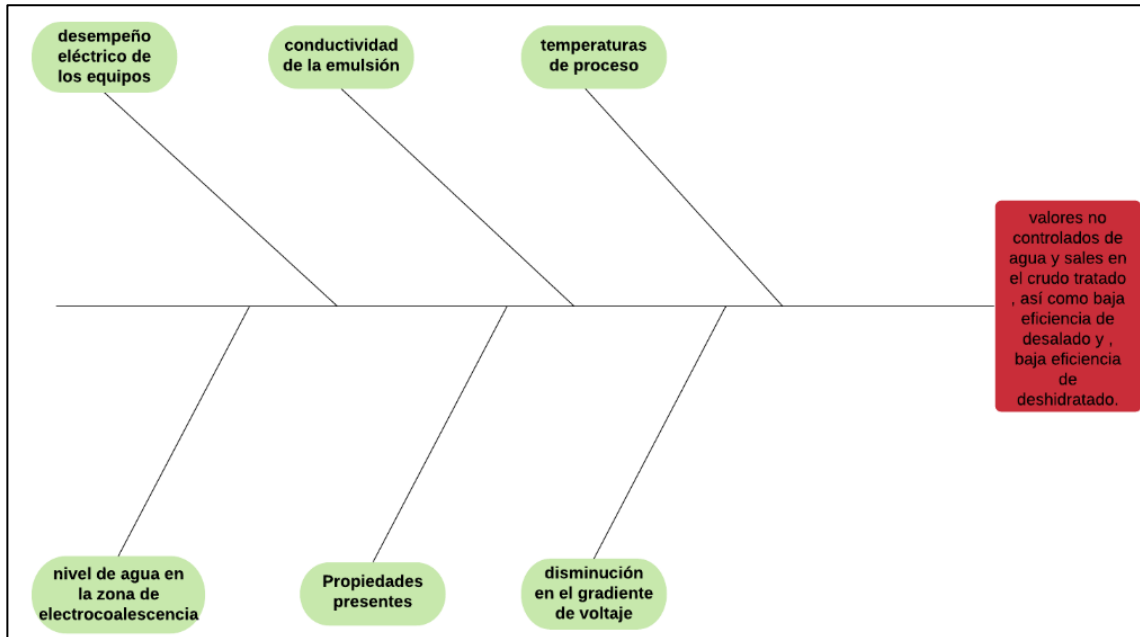 desempeño
eléctrico de
los equipos
conductividad
de la emulsión
temperaturas
de proceso
valores no
controlados de
agua y sales en
el crudo tratado
, así como baja
eficiencia de
desalado y ,
baja eficiencia
de
deshidratado.
nivel de agua en
la zona de
electrocoalescencia
Propiedades
presentes
disminución
en el gradiente
de voltaje